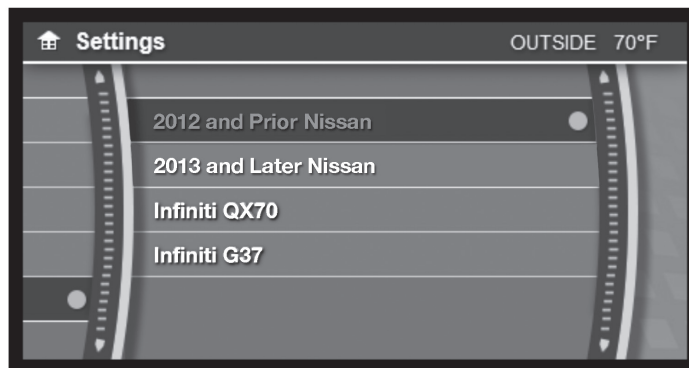 Settings OUTSIDE 70°F
2012 and Prior Nissan
2013 and Later Nissan
Infiniti QX70
Infiniti G37